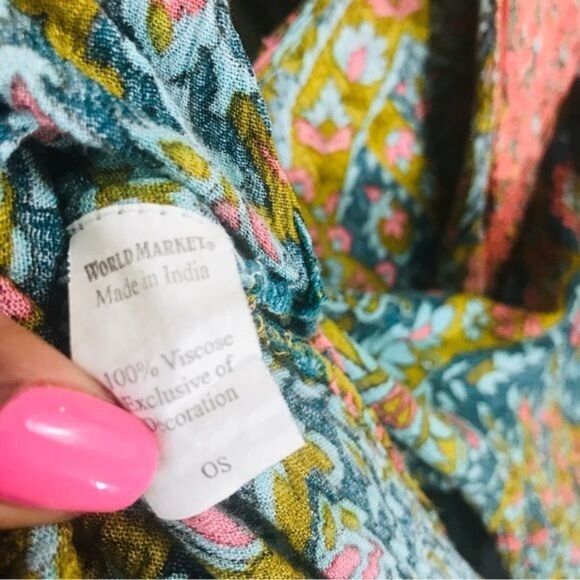 WORLD MARKET®
Made in India
100% Viscose
Exclusive of
Decoration
OS